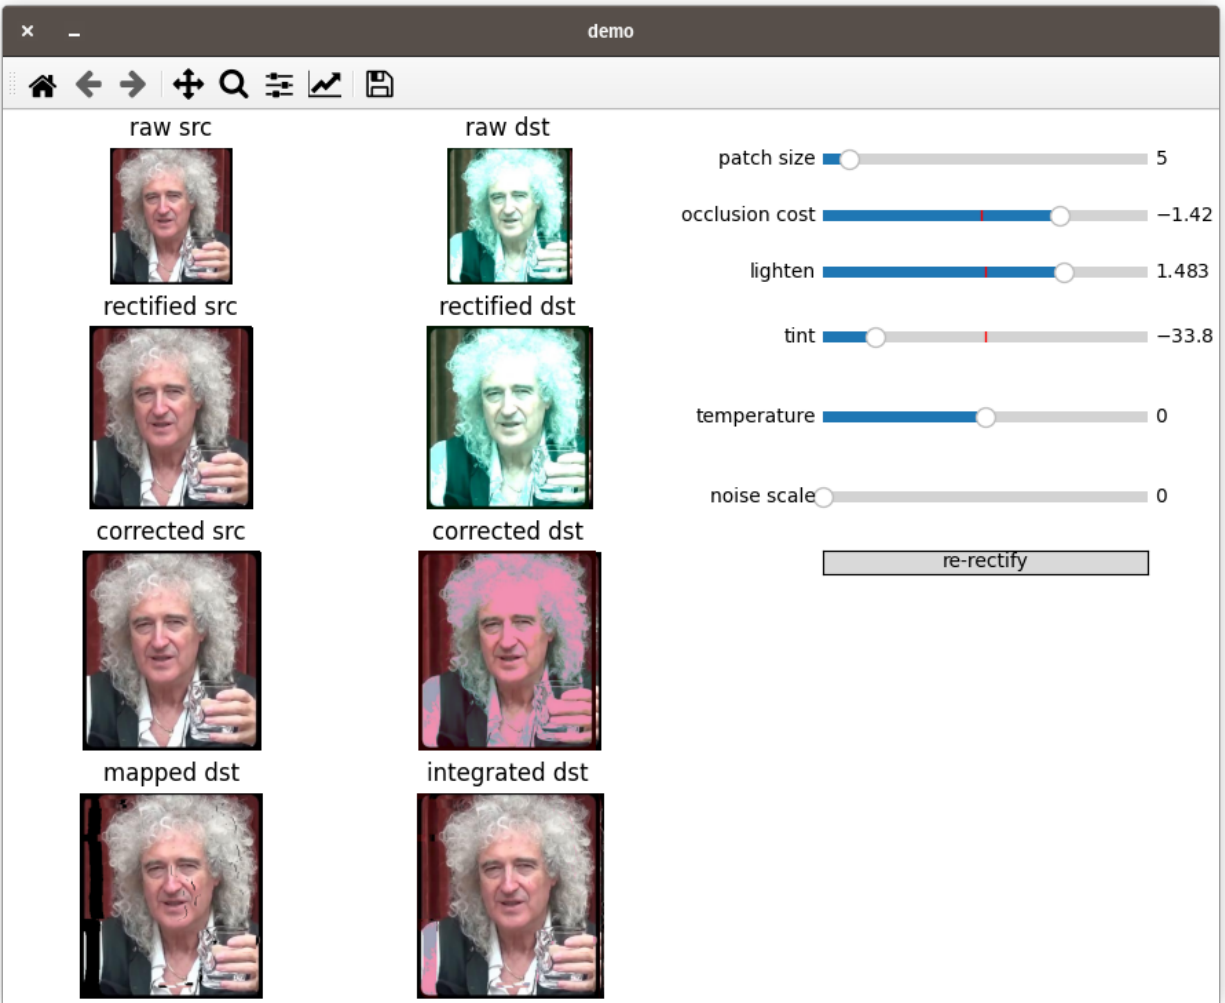 demo
raw src
raw dst
patch size 5
occlusion cost −1.42
lighten 1.483
rectified src
rectified dst
tint −33.8
temperature 0
noise scale 0
corrected src
corrected dst
re-rectify
mapped dst
integrated dst